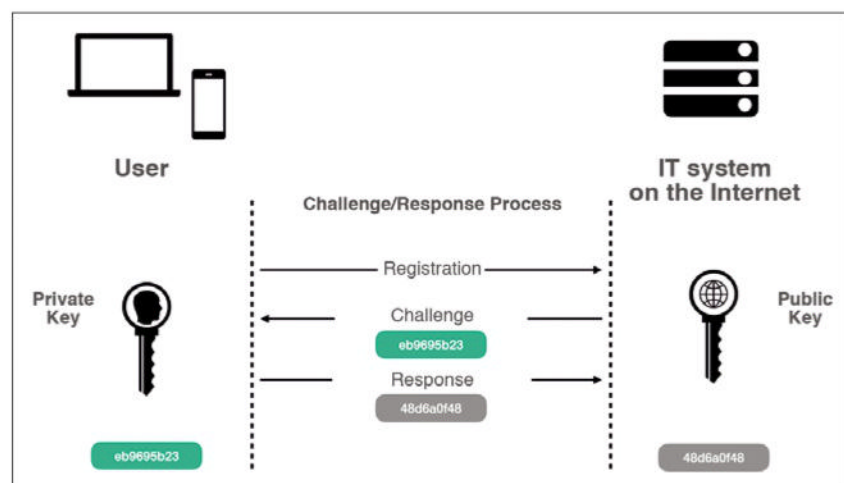 User
IT system
on the Internet
Challenge/Response Process
Registration
Private
Key
Challenge
eb9695b23
Public
Key
Response
48d6a0f48
eb9695b23
48d6a0f48